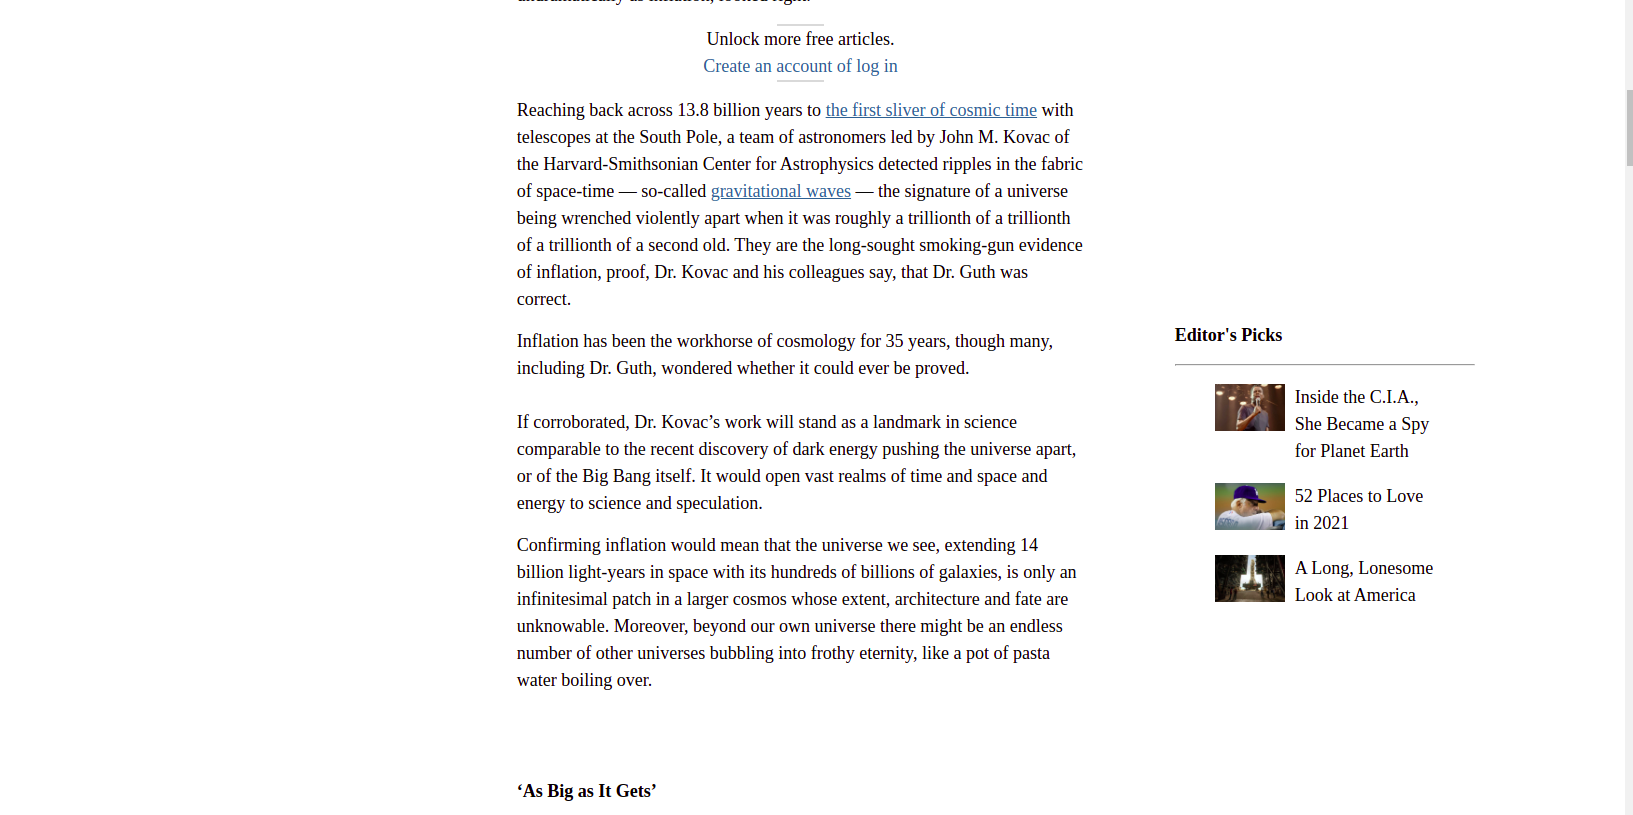 Unlock more free articles.
Create an account of log in
Reaching back across 13.8 billion years to the first sliver of cosmic time with
telescopes at the South Pole, a team of astronomers led by John M. Kovac of
the Harvard-Smithsonian Center for Astrophysics detected ripples in the fabric
of space-time — so-called gravitational waves — the signature of a universe
being wrenched violently apart when it was roughly a trillionth of a trillionth
of a trillionth of a second old. They are the long-sought smoking-gun evidence
of inflation, proof, Dr. Kovac and his colleagues say, that Dr. Guth was
correct.
Inflation has been the workhorse of cosmology for 35 years, though many,
including Dr. Guth, wondered whether it could ever be proved.
If corroborated, Dr. Kovac’s work will stand as a landmark in science
comparable to the recent discovery of dark energy pushing the universe apart,
or of the Big Bang itself. It would open vast realms of time and space and
energy to science and speculation.
Confirming inflation would mean that the universe we see, extending 14
billion light-years in space with its hundreds of billions of galaxies, is only an
infinitesimal patch in a larger cosmos whose extent, architecture and fate are
unknowable. Moreover, beyond our own universe there might be an endless
number of other universes bubbling into frothy eternity, like a pot of pasta
water boiling over.
‘As Big as It Gets’
Editor's Picks
Inside the C.I.A.,
She Became a Spy
for Planet Earth
52 Places to Love
in 2021
A Long, Lonesome
Look at America